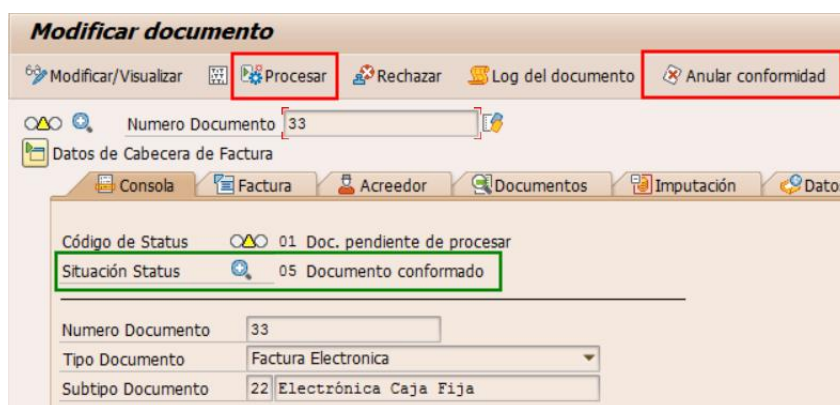 Modificar documento
Modificar/Visualizar Procesar Rechazar Log del documento Anular conformidad
Numero Documento 33
Datos de Cabecera de Factura
Consola Factura Acreedor Documentos Imputación Dato
Código de Status 01 Doc. pendiente de procesar
Situación Status 05 Documento conformado
Numero Documento 33
Tipo Documento Factura Electronica
Subtipo Documento 22 Electrónica Caja Fija